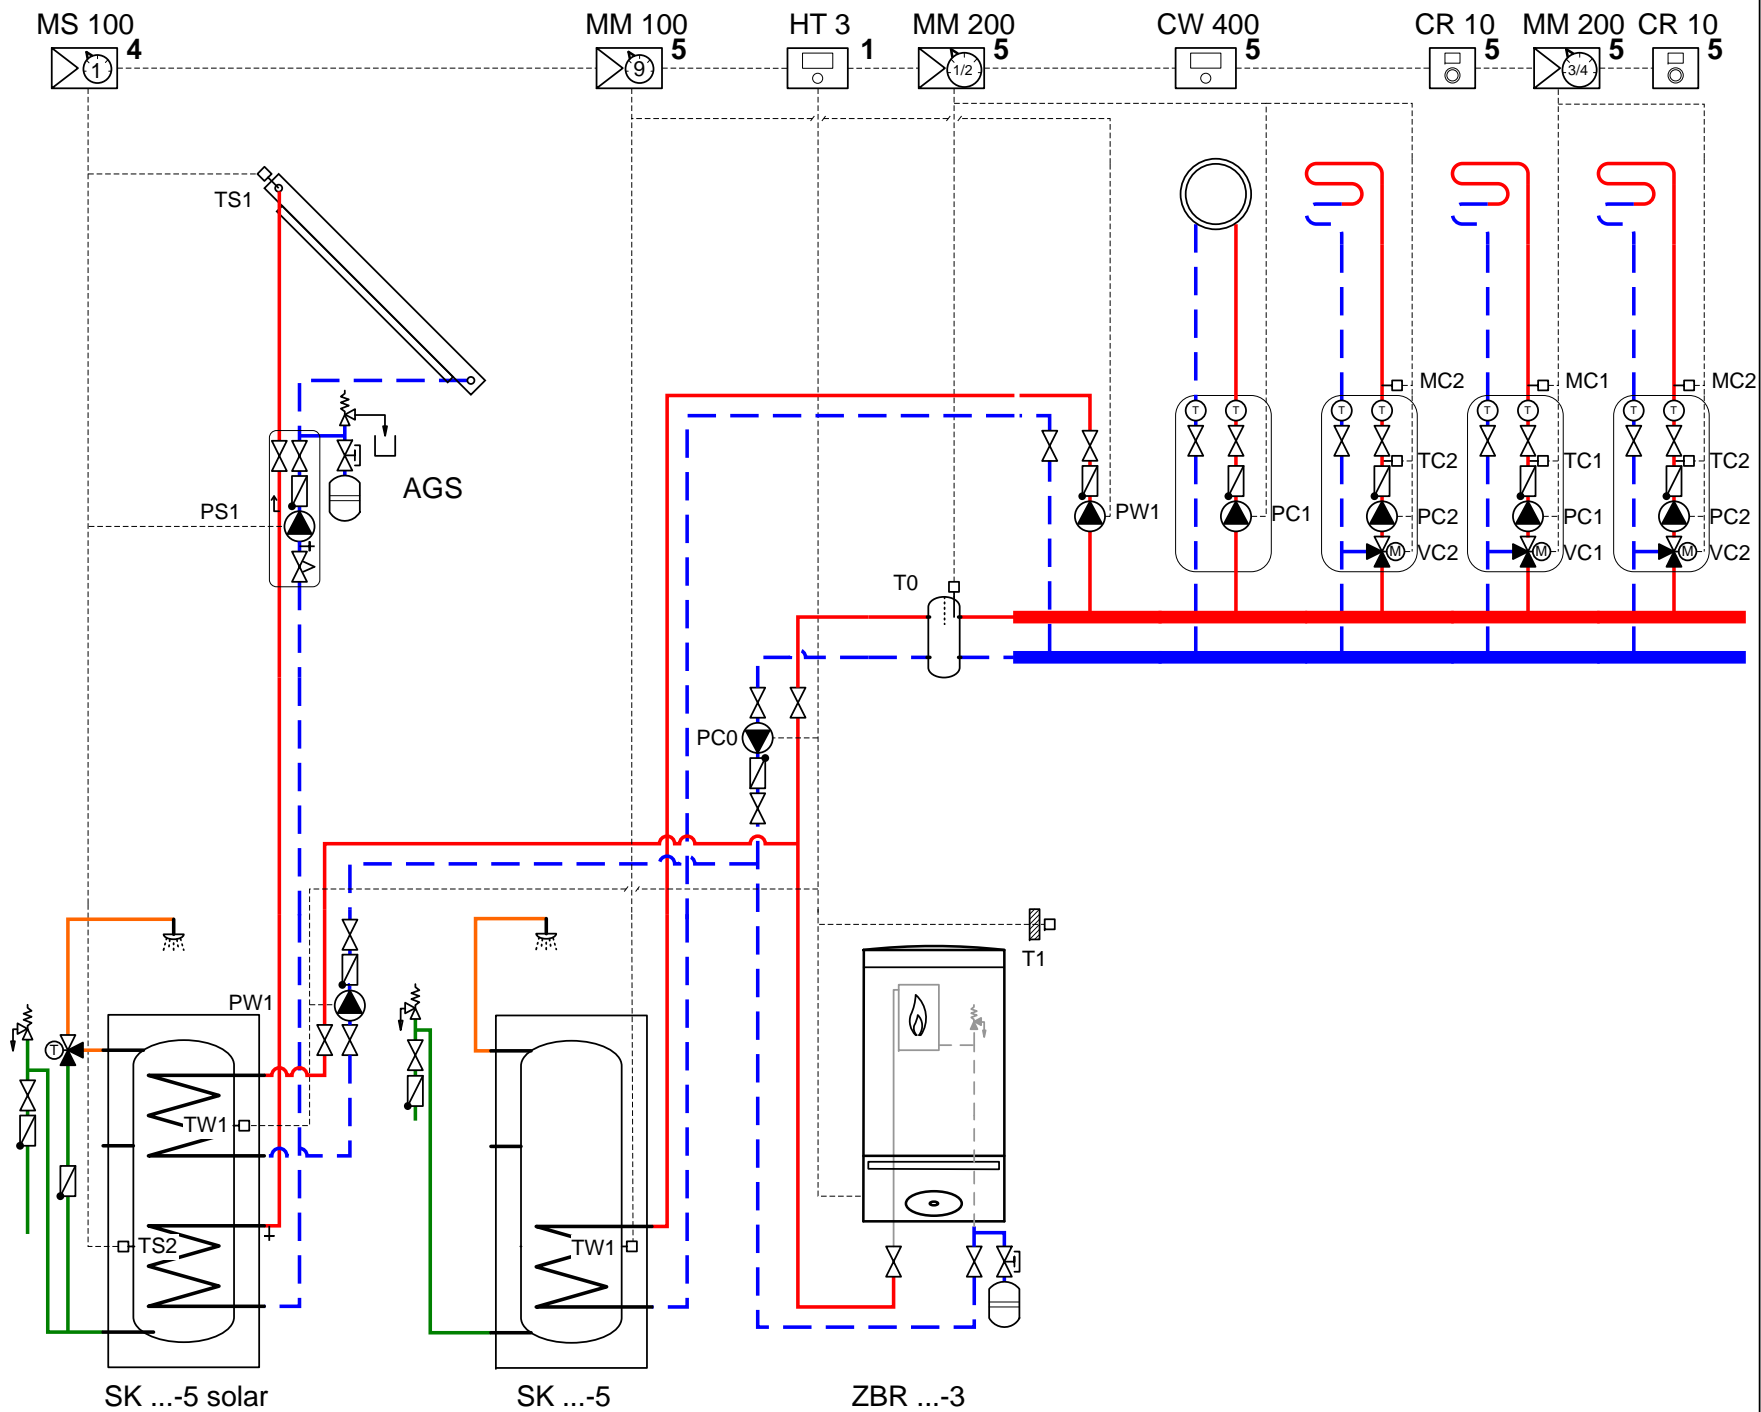 MS 100 MM 100 HT 3 MM 200 CW 400 CR 10 MM 200 CR 10
4 5 1 5 5 5 5 5
1 9 1/2 3/4
TS1
MC2 MC1 MC2
T T T T T T T T
TC2 TC1 TC2
AGS
PS1 PW1 PC1 PC2 PC1 PC2
M VC2 M VC1 M VC2
T0
PC0
T1
PW1
T
TW1
TS2 TW1
SK ...-5 solar SK ...-5 ZBR ...-3